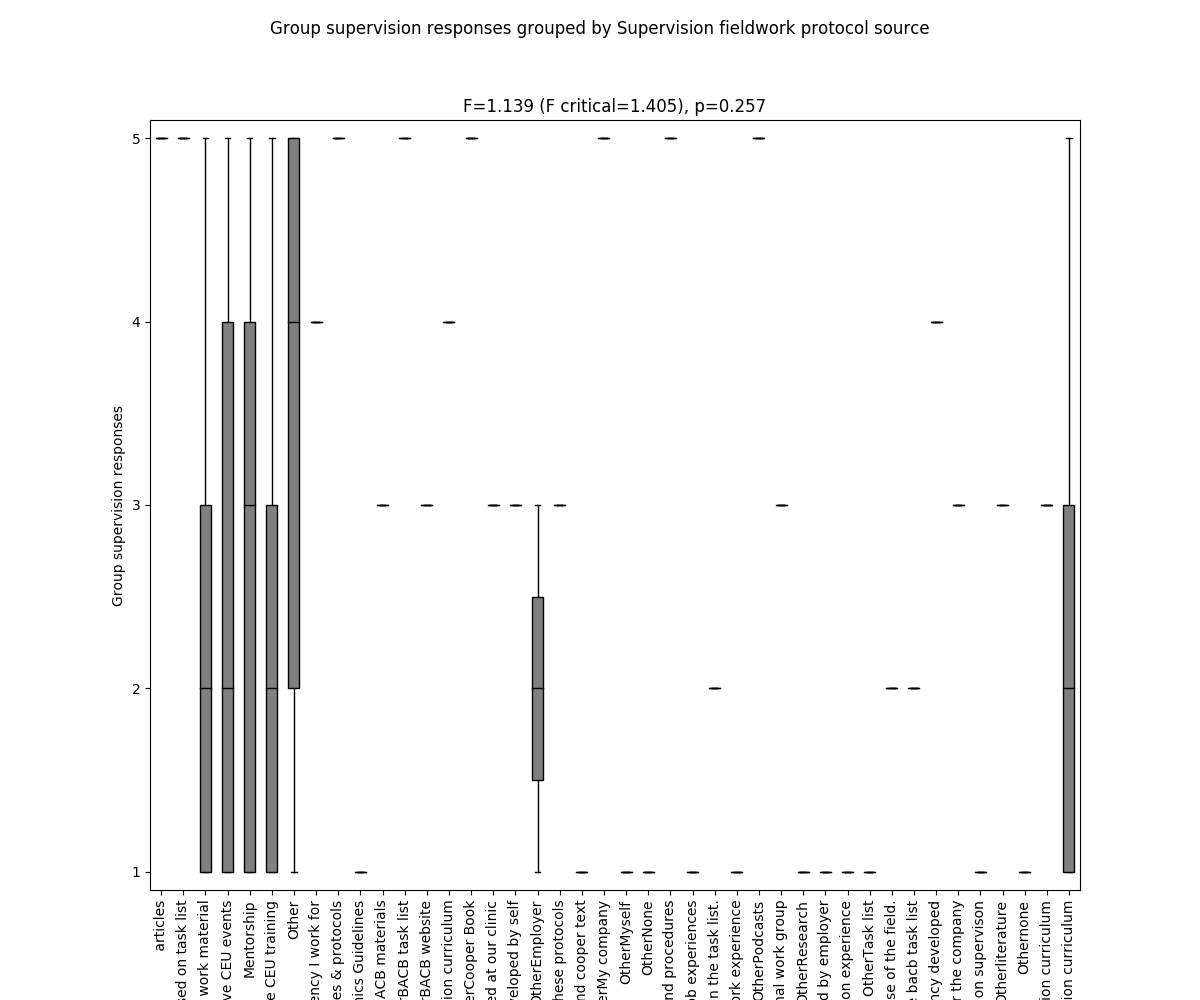 Group supervision responses grouped by Supervision fieldwork protocol source
F=1.139 (F critical=1.405), p=0.257
Group supervision responses
5
4
3
2
1
articles
sed on task list
work material
ve CEU events
Mentorship
e CEU training
Other
ency I work for
es & protocols
ics Guidelines
ACB materials
rBACB task list
rBACB website
ion curriculum
erCooper Book
ed at our clinic
veloped by self
OtherEmployer
hese protocols
nd cooper text
erMy company
OtherMyself
OtherNone
nd procedures
ob experiences
n the task list.
ork experience
OtherPodcasts
nal work group
OtherResearch
d by employer
on experience
OtherTask list
se of the field.
e bacb task list
ncy developed
r the company
on supervison
Otherliterature
Othernone
ion curriculum
ion curriculum